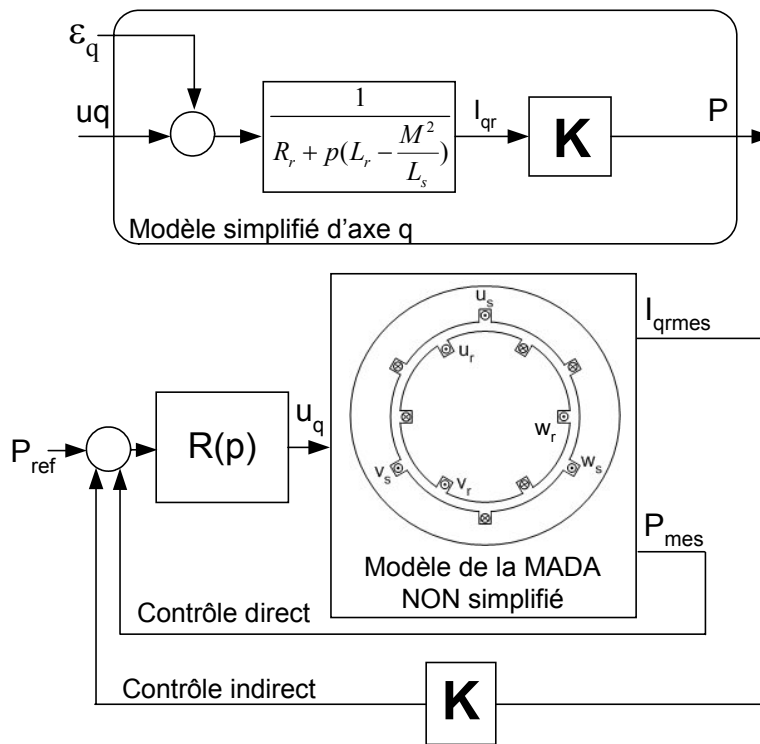 ε_q
uq
1
R_r + p(L_r - M^2/L_s)
I_qr
K
P
Modèle simplifié d'axe q
P_ref
R(p)
u_q
u_s
u_r
w_r
w_s
v_s
v_r
Modèle de la MADA
NON simplifié
I_qrmes
P_mes
Contrôle direct
Contrôle indirect
K